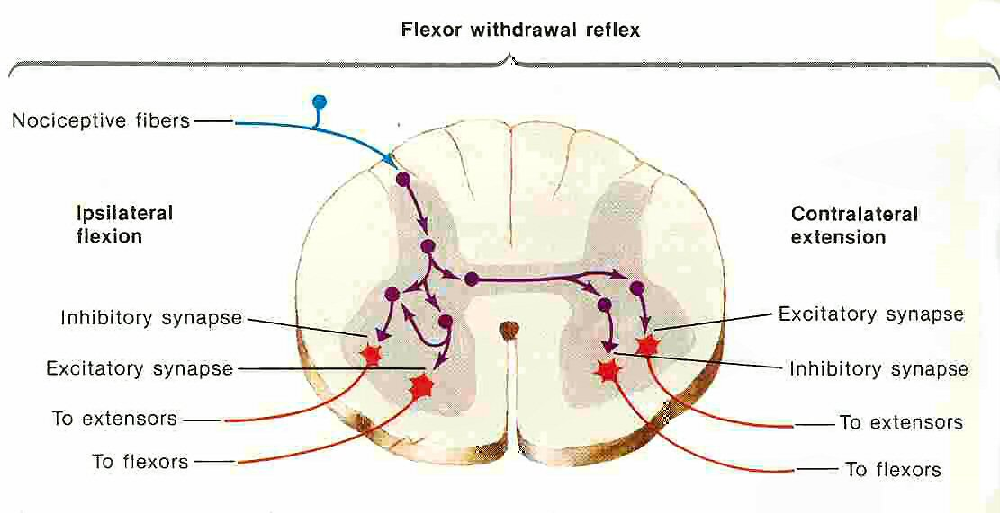 Flexor withdrawal reflex
Nociceptive fibers
Ipsilateral
flexion
Contralateral
extension
Inhibitory synapse
Excitatory synapse
Excitatory synapse
Inhibitory synapse
To extensors
To extensors
To flexors
To flexors